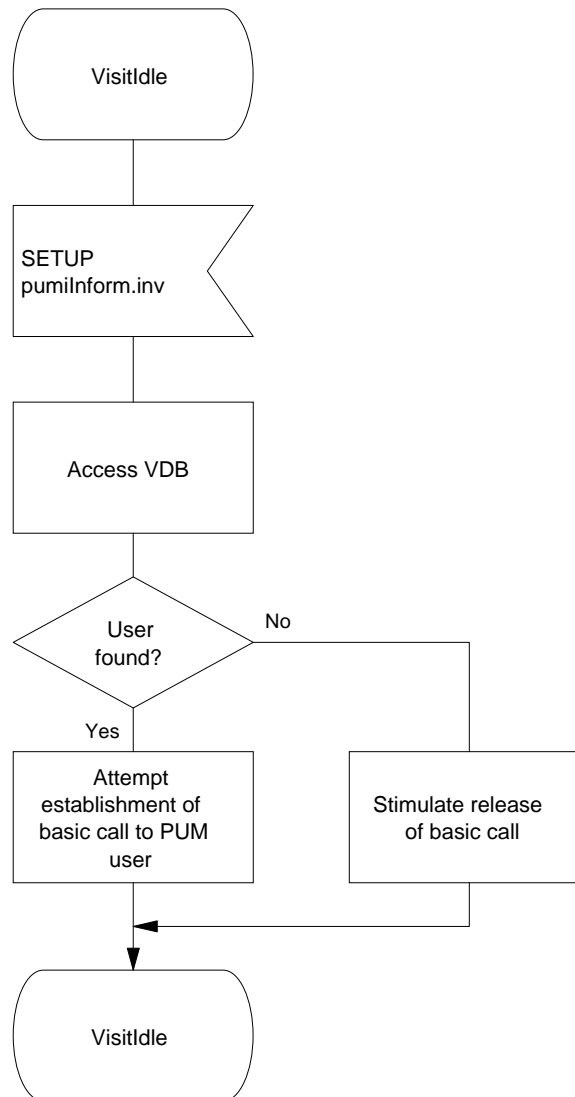 VisitIdle
SETUP
pumiInform.inv
Access VDB
User
found?
No
Yes
Attempt
establishment of
basic call to PUM
user
Stimulate release
of basic call
VisitIdle